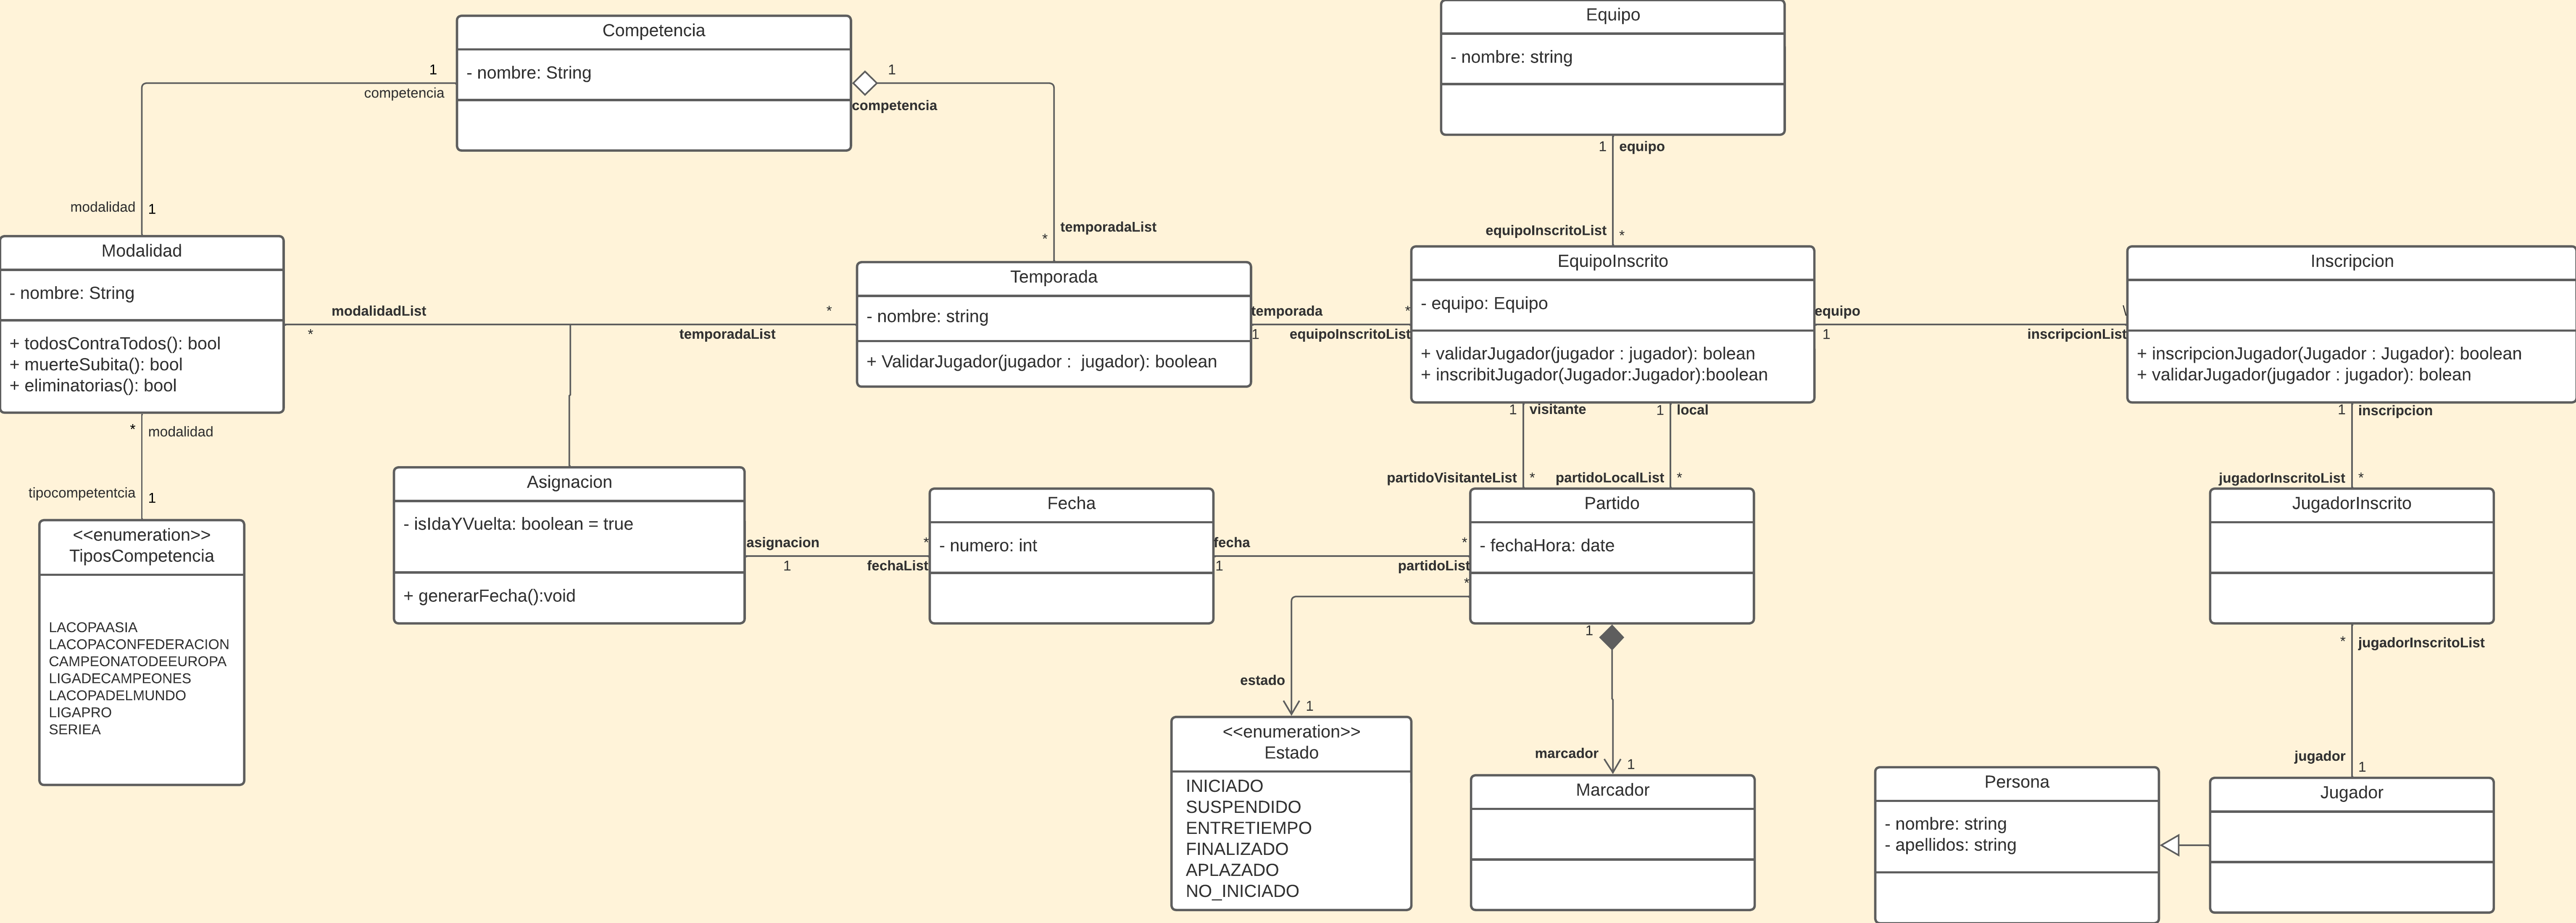 Competencia
- nombre: String
1
competencia
1
competencia
modalidad
1
temporadaList
*
Equipo
- nombre: string
1
equipo
equipoInscritoList
*
Modalidad
- nombre: String
+ todosContraTodos(): bool
+ muerteSubita(): bool
+ eliminatorias(): bool
modalidadList
*
*
temporadaList
Temporada
- nombre: string
+ ValidarJugador(jugador :  jugador): boolean
temporada
1
*
equipoInscritoList
EquipoInscrito
- equipo: Equipo
+ validarJugador(jugador : jugador): bolean
+ inscribitJugador(Jugador:Jugador):boolean
equipo
1
\
inscripcionList
Inscripcion
+ inscripcionJugador(Jugador : Jugador): boolean
+ validarJugador(jugador : jugador): bolean
*
modalidad
tipocompetentcia
1
<<enumeration>>
TiposCompetencia
LACOPAASIA
LACOPACONFEDERACION
CAMPEONATODEEUROPA
LIGADECAMPEONES
LACOPADELMUNDO
LIGAPRO
SERIEA
Asignacion
- isIdaYVuelta: boolean = true
+ generarFecha():void
asignacion
1
*
fechaList
Fecha
- numero: int
fecha
1
*
partidoList
1
visitante
1
local
partidoVisitanteList
*
partidoLocalList
*
Partido
- fechaHora: date
*
estado
1
<<enumeration>>
Estado
INICIADO
SUSPENDIDO
ENTRETIEMPO
FINALIZADO
APLAZADO
NO_INICIADO
1
marcador
1
Marcador
1
inscripcion
jugadorInscritoList
*
JugadorInscrito
*
jugadorInscritoList
jugador
1
Persona
- nombre: string
- apellidos: string
Jugador